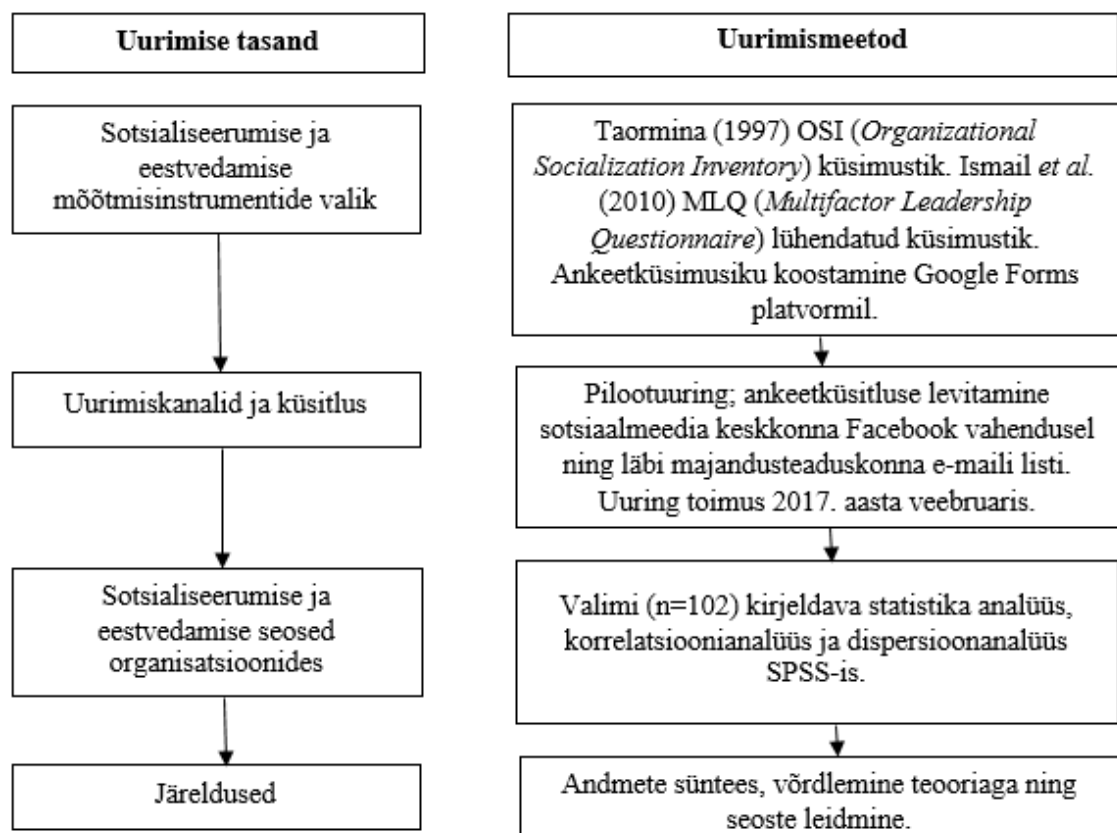 Uurimise tasand
Uurimismeetod
Sotsialiseerumise ja
eestvedamise
mõõtmisinstrumentide valik
Taormina (1997) OSI (Organizational
Socialization Inventory) küsimustik. Ismail et al.
(2010) MLQ (Multifactor Leadership
Questionnaire) lühendatud küsimustik.
Ankeetküsimusiku koostamine Google Forms
platvormil.
Uurimiskanalid ja küsitlus
Pilootuuring; ankeetküsitluse levitamine
sotsiaalmeedia keskkonna Facebook vahendusel
ning läbi majandusteaduskonna e-maili listi.
Uuring toimus 2017. aasta veebruaris.
Sotsialiseerumise ja
eestvedamise seosed
organisatsioonides
Valimi (n=102) kirjeldava statistika analüüs,
korrelatsioonianalüüs ja dispersioonanalüüs
SPSS-is.
Järeldused
Andmete süntees, võrdlemine teooriaga ning
seoste leidmine.